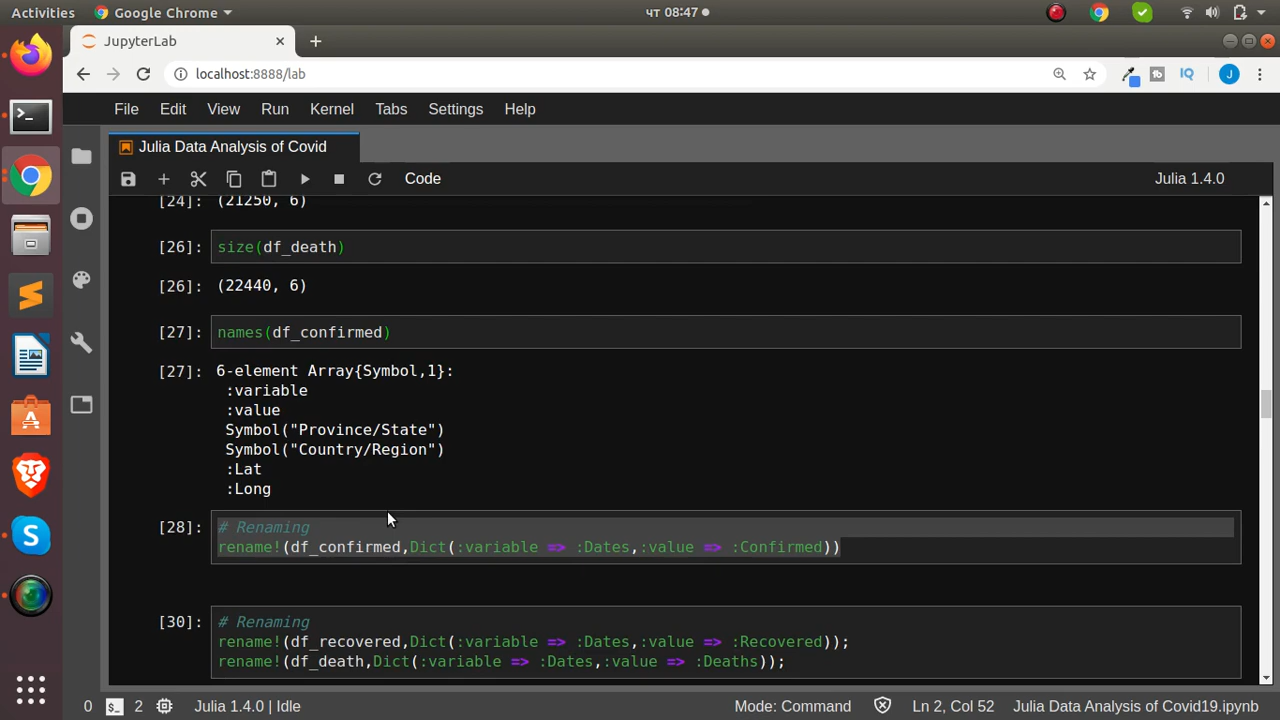 Activities
Google Chrome
чт 08:47
JupyterLab
localhost:8888/lab
IQ
J
File Edit View Run Kernel Tabs Settings Help
Julia Data Analysis of Covid
Code
Julia 1.4.0
[24]: (21250, 6)
[26]: size(df_death)
[26]: (22440, 6)
[27]: names(df_confirmed)
[27]: 6-element Array{Symbol,1}:
:variable
:value
Symbol("Province/State")
Symbol("Country/Region")
:Lat
:Long
[28]: # Renaming
rename!(df_confirmed,Dict(:variable => :Dates,:value => :Confirmed))
[30]: # Renaming
rename!(df_recovered,Dict(:variable => :Dates,:value => :Recovered));
rename!(df_death,Dict(:variable => :Dates,:value => :Deaths));
0 2 Julia 1.4.0 | Idle Mode: Command Ln 2, Col 52 Julia Data Analysis of Covid19.ipynb